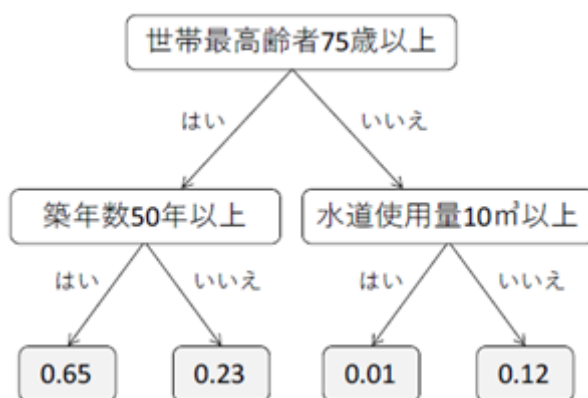 世帯最高齢者75歳以上
はい
いいえ
築年数50年以上
水道使用量10㎥以上
はい
いいえ
はい
いいえ
0.65
0.23
0.01
0.12